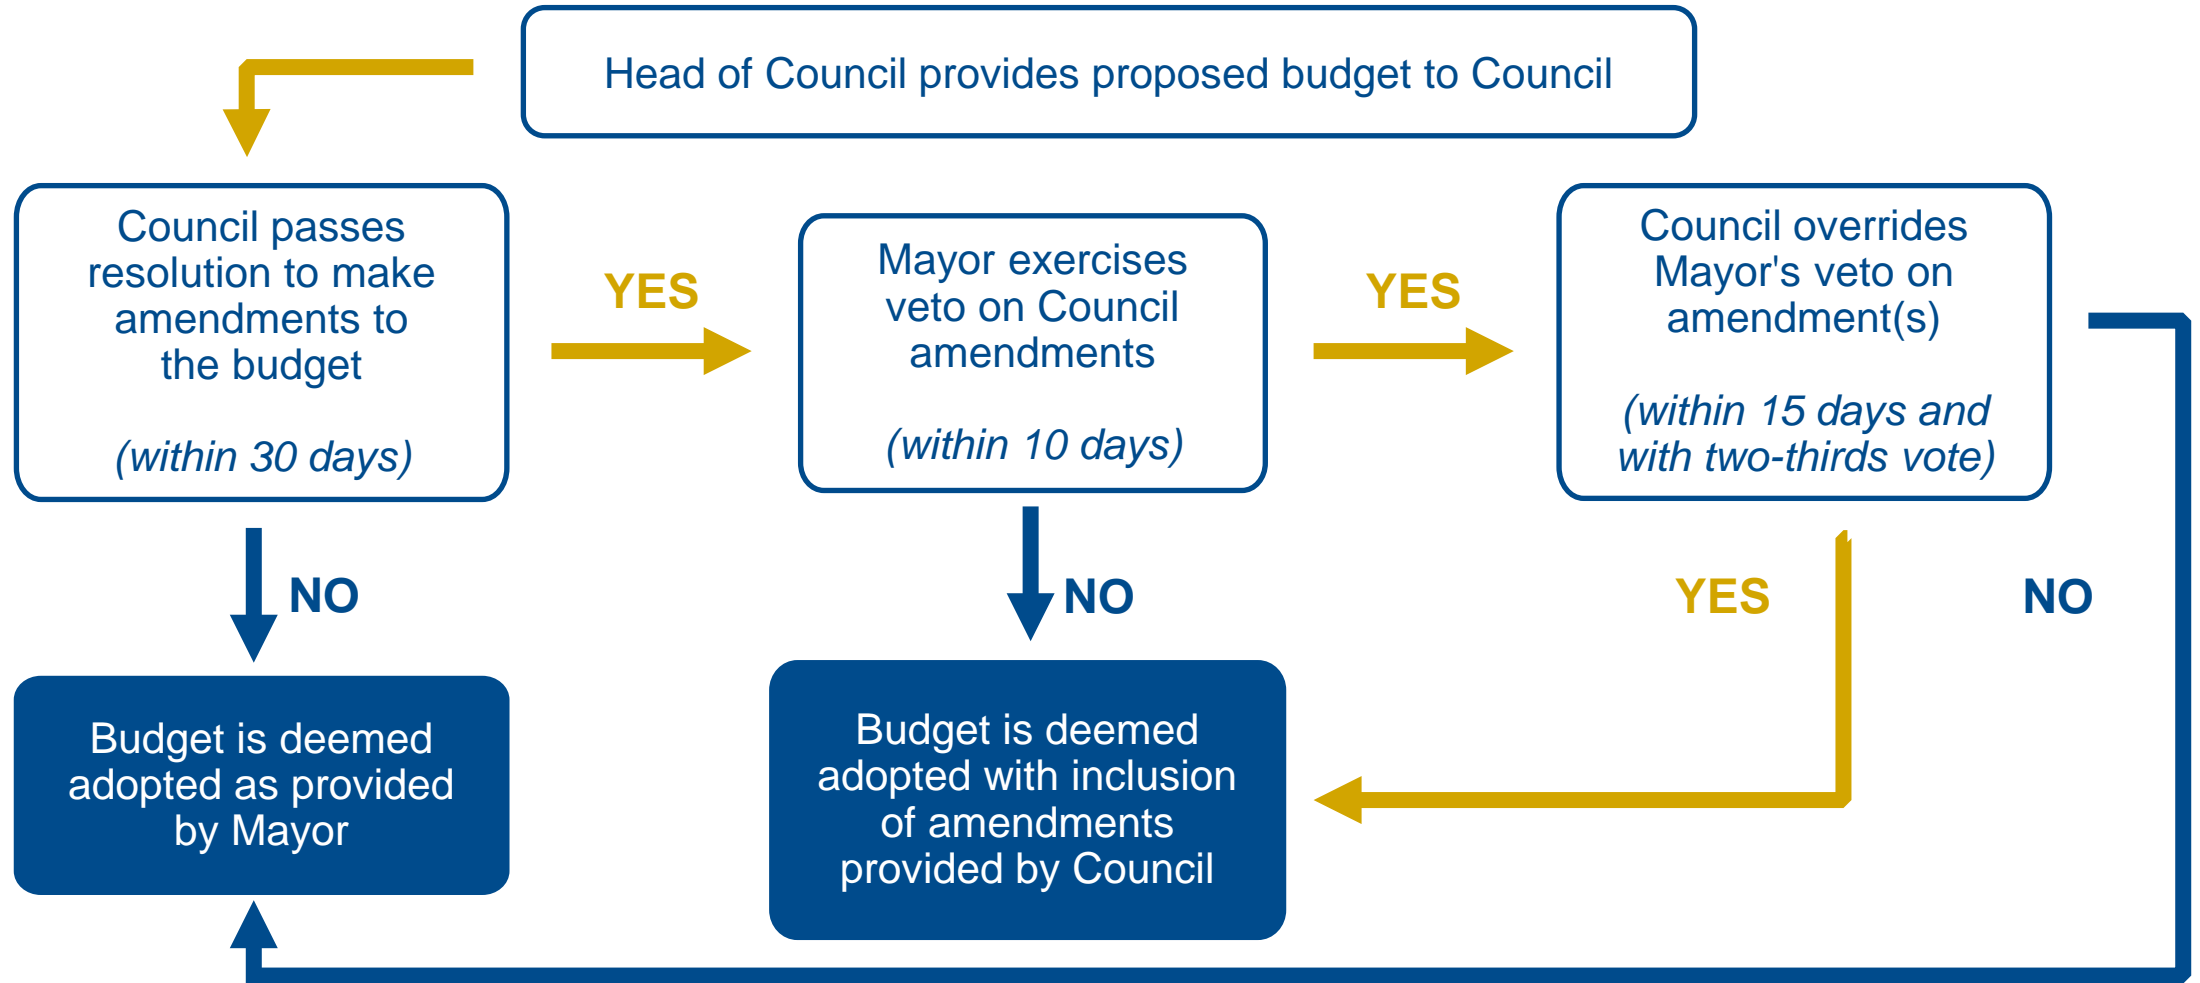 Head of Council provides proposed budget to Council
Council passes
resolution to make
amendments to
the budget
(within 30 days)
YES
Mayor exercises
veto on Council
amendments
(within 10 days)
YES
Council overrides
Mayor's veto on
amendment(s)
(within 15 days and
with two-thirds vote)
NO
NO
YES
NO
Budget is deemed
adopted as provided
by Mayor
Budget is deemed
adopted with inclusion
of amendments
provided by Council